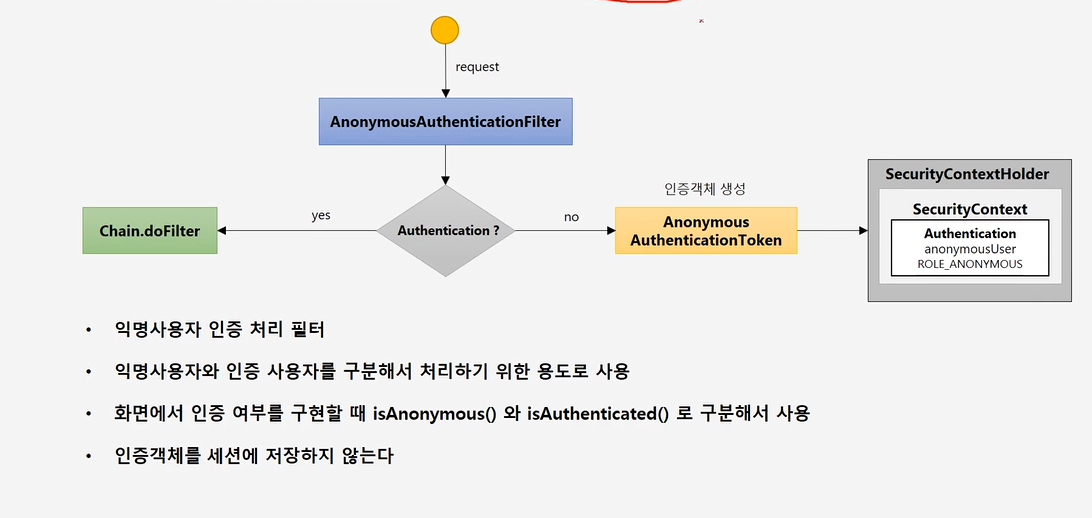 request
AnonymousAuthenticationFilter
SecurityContextHolder
인증객체 생성
SecurityContext
yes
no
Chain.doFilter
Authentication ?
Anonymous
AuthenticationToken
Authentication
anonymousUser
ROLE_ANONYMOUS
• 익명사용자 인증 처리 필터
• 익명사용자와 인증 사용자를 구분해서 처리하기 위한 용도로 사용
• 화면에서 인증 여부를 구현할 때 isAnonymous() 와 isAuthenticated() 로 구분해서 사용
• 인증객체를 세션에 저장하지 않는다